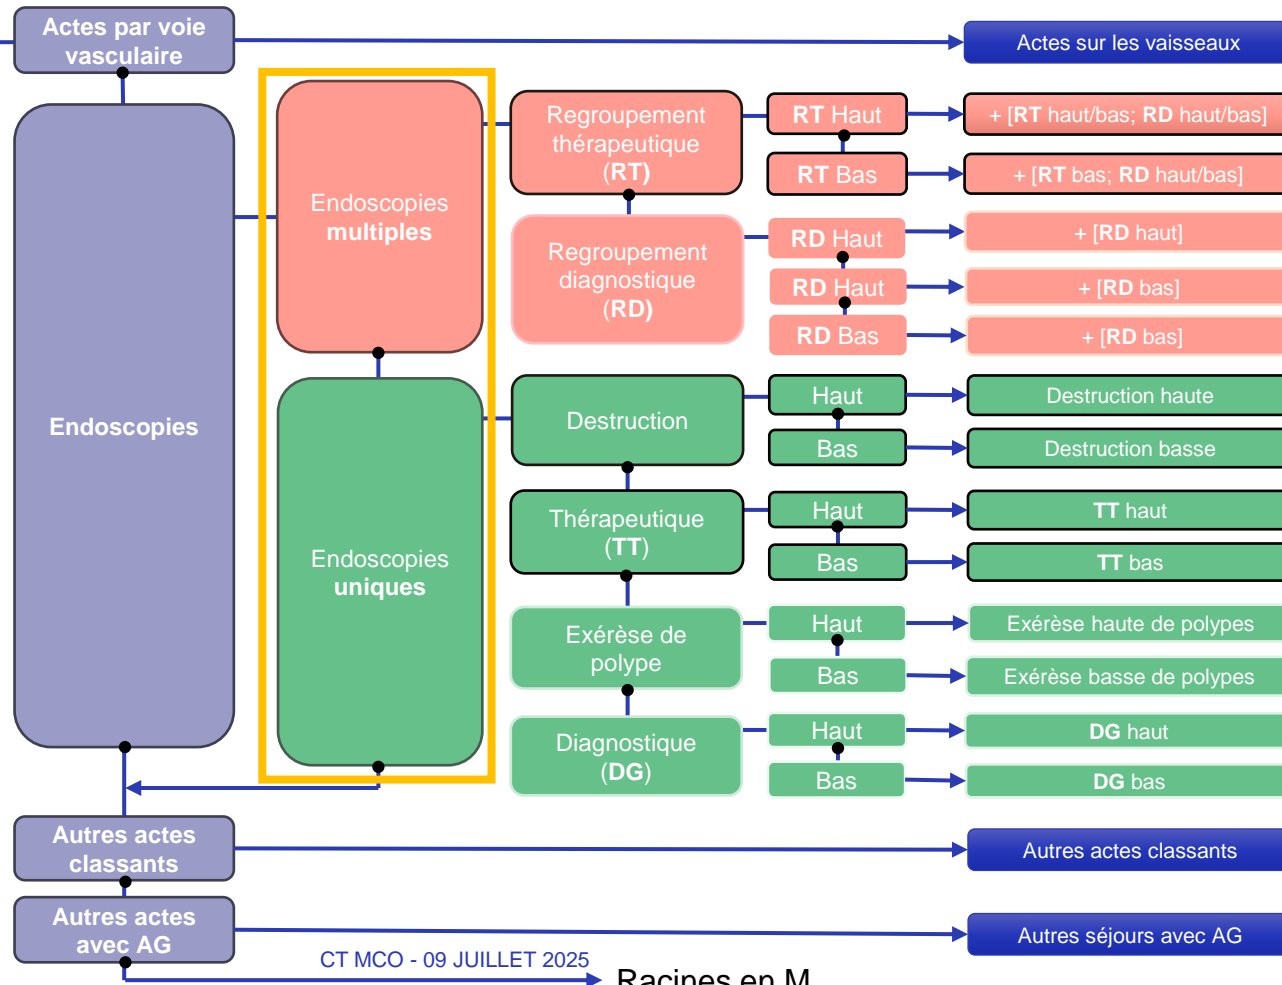 Actes par voie
vasculaire
Actes sur les vaisseaux
Endoscopies
Endoscopies
multiples
Regroupement
thérapeutique
(RT)
RT Haut
+ [RT haut/bas; RD haut/bas]
RT Bas
+ [RT bas; RD haut/bas]
Regroupement
diagnostique
(RD)
RD Haut
+ [RD haut]
RD Haut
+ [RD bas]
RD Bas
+ [RD bas]
Endoscopies
uniques
Destruction
Haut
Destruction haute
Bas
Destruction basse
Thérapeutique
(TT)
Haut
TT haut
Bas
TT bas
Exérèse de
polype
Haut
Exérèse haute de polypes
Bas
Exérèse basse de polypes
Diagnostique
(DG)
Haut
DG haut
Bas
DG bas
Autres actes
classants
Autres actes classants
Autres actes
avec AG
Autres séjours avec AG
CT MCO - 09 JUILLET 2025
Racines en M